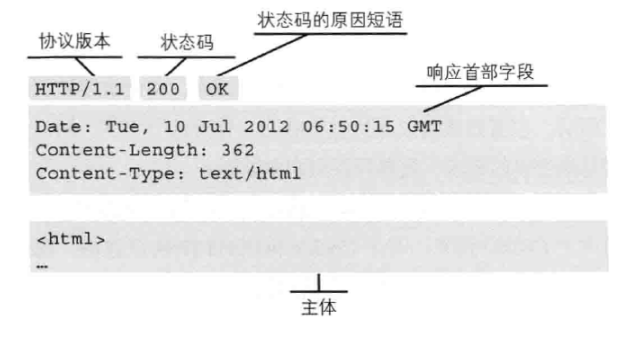 状态码的原因短语
协议版本 状态码
响应首部字段
HTTP/1.1 200 OK
Date: Tue, 10 Jul 2012 06:50:15 GMT
Content-Length: 362
Content-Type: text/html
<html>
…
主体